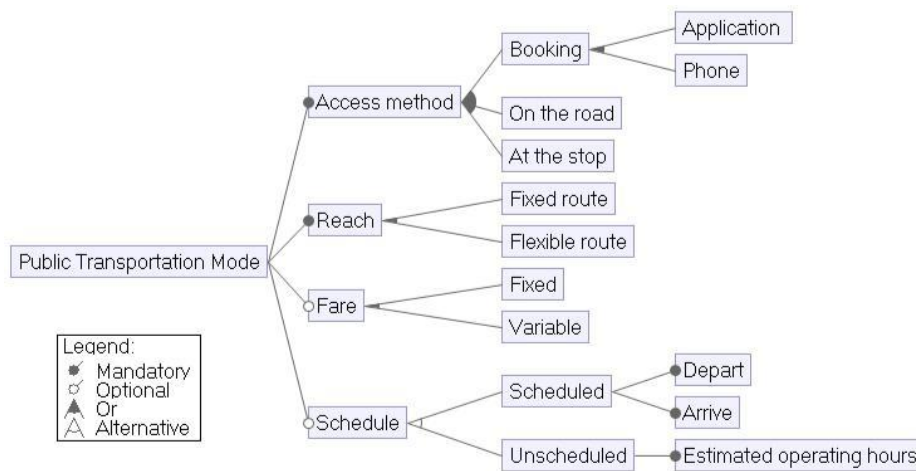 Application
Booking
Phone
Access method
On the road
At the stop
Fixed route
Reach
Flexible route
Public Transportation Mode
Fixed
Fare
Variable
Legend:
Mandatory
Optional
Or
Alternative
Depart
Scheduled
Arrive
Schedule
Unscheduled
Estimated operating hours